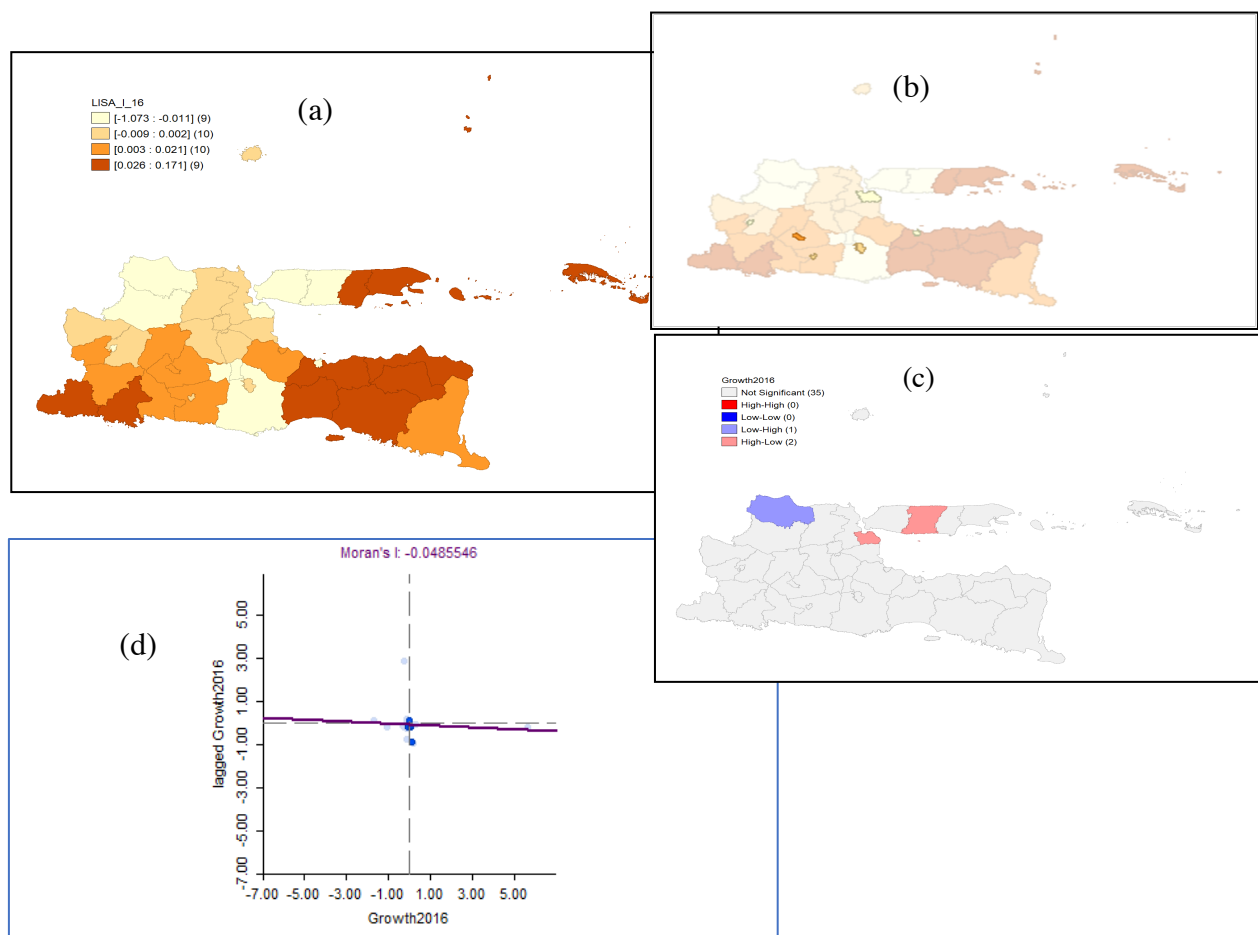 (a)
LISA_I_16
[-1.073 : -0.011] (9)
[-0.009 : 0.002] (10)
[0.003 : 0.021] (10)
[0.026 : 0.171] (9)
(b)
(c)
Growth2016
Not Significant (35)
High-High (0)
Low-Low (0)
Low-High (1)
High-Low (2)
(d)
Moran's I: -0.0485546
lagged Growth2016
5.00
3.00
1.00
-1.00
-3.00
-5.00
-7.00
-7.00 -5.00 -3.00 -1.00 1.00 3.00 5.00
Growth2016